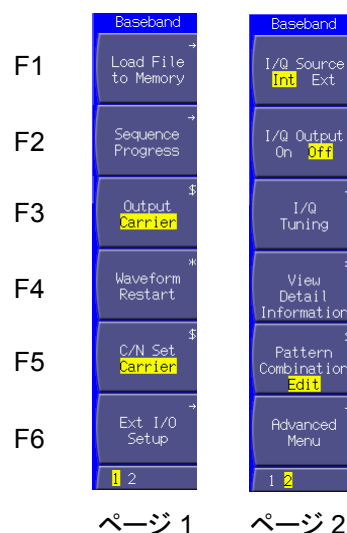 Baseband
F1
Load File
to Memory
F2
Sequence
Progress
F3
$
Output
Carrier
F4
*
Waveform
Restart
F5
$
C/N Set
Carrier
F6
Ext I/O
Setup
1 2
ページ 1
Baseband
I/Q Source
Int Ext
I/Q Output
On Off
I/Q
Tuning
View
Detail
Information
Pattern
Combination
Edit
Advanced
Menu
1 2
ページ 2